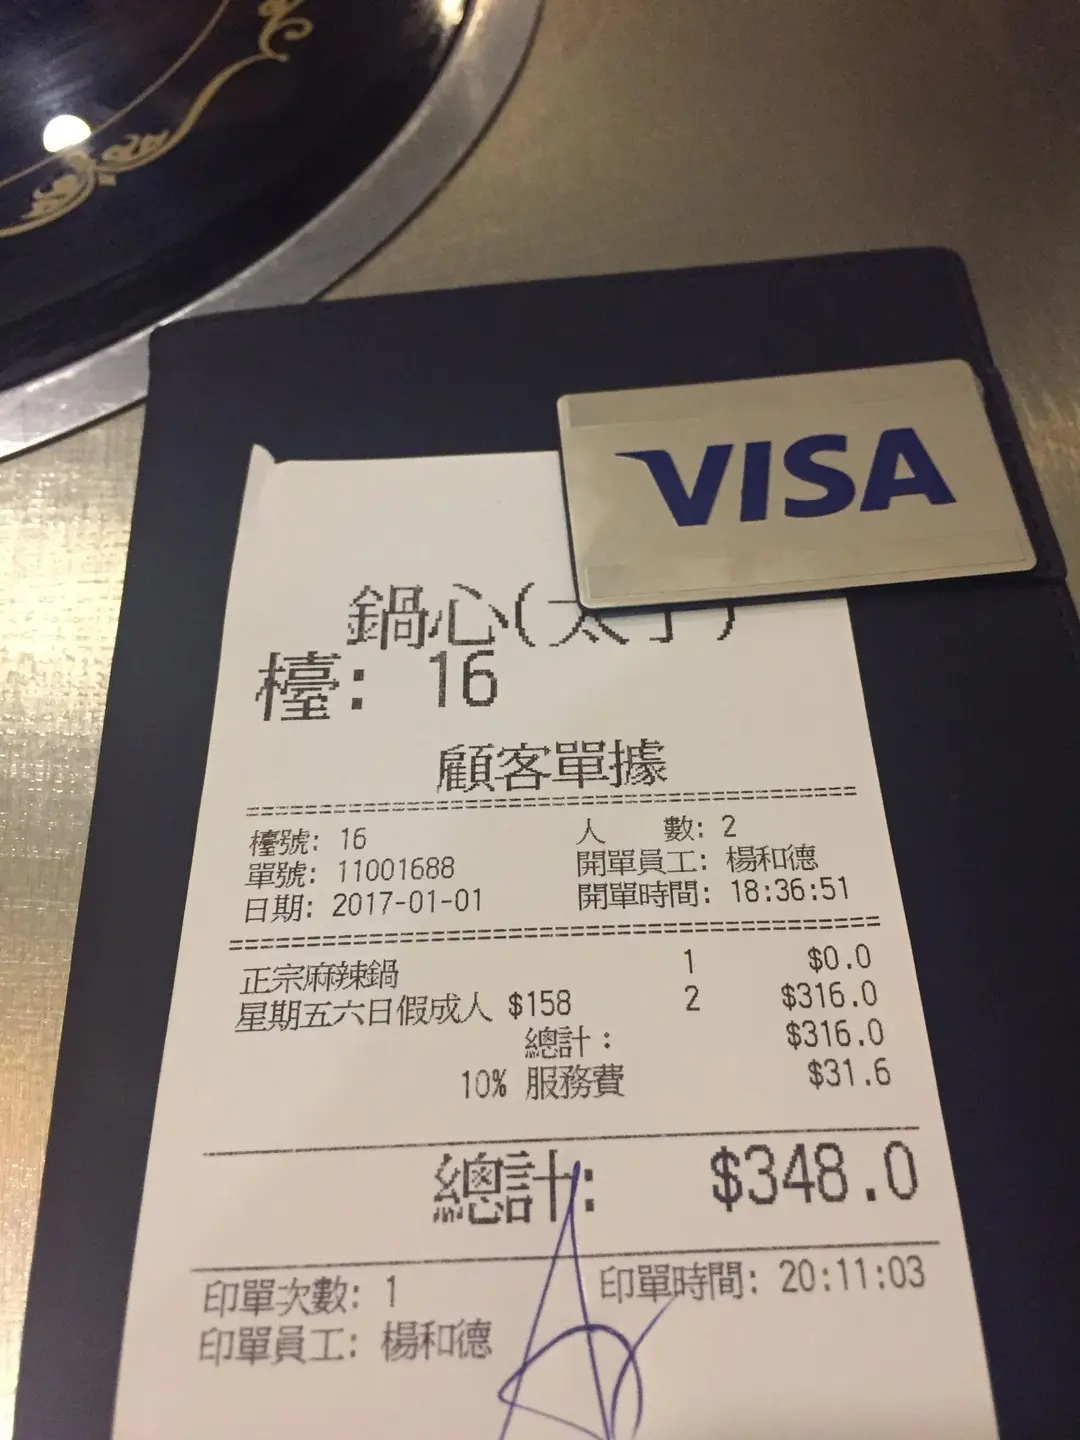 VISA
鍋心(太子)
檯: 16
顧客單據
檯號: 16 人 數: 2
單號: 11001688 開單員工: 楊和德
日期: 2017-01-01 開單時間: 18:36:51
正宗麻辣鍋 1 $0.0
星期五六日假成人 $158 2 $316.0
總計: $316.0
10% 服務費 $31.6
總計: $348.0
印單次數: 1 印單時間: 20:11:03
印單員工: 楊和德